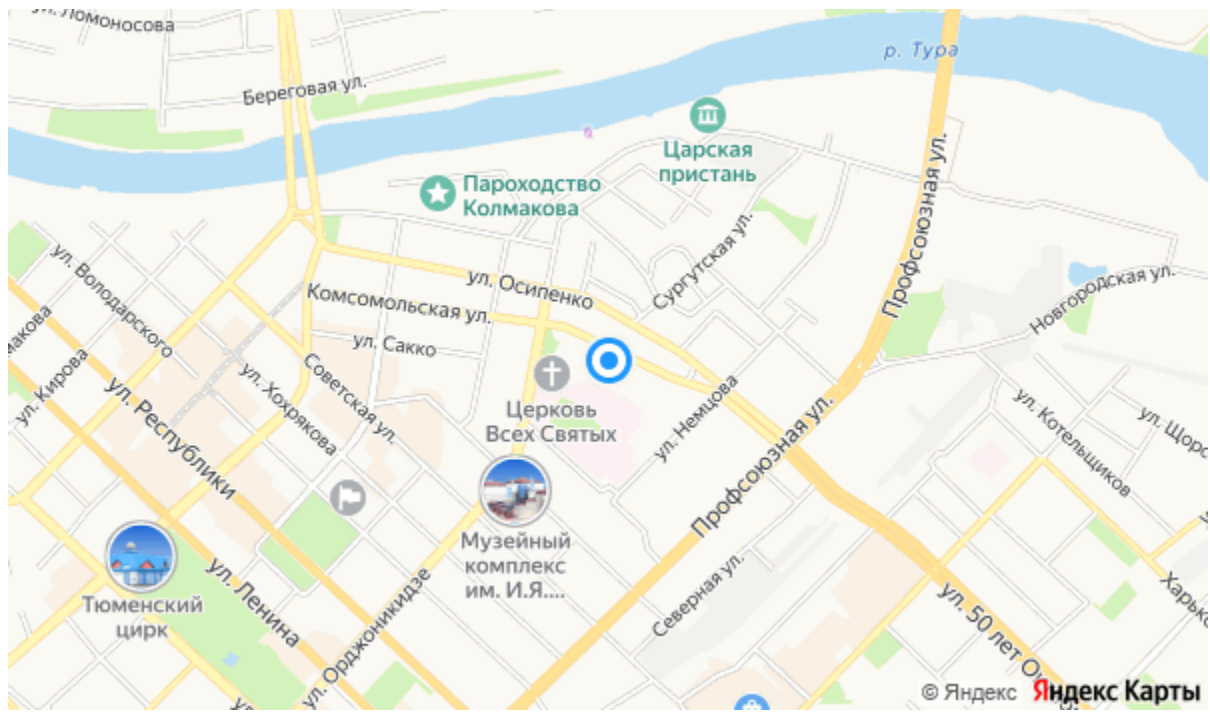 ул. Ломоносова
р. Тура
Береговая ул.
Царская
пристань
Профсоюзная ул.
Пароходство
Колмакова
Сургутская ул.
ул. Володарского
ул. Осипенко
Новгородская ул.
Комсомольская ул.
ул. Сакко
ул. Кирова
Советская ул.
ул. Хохрякова
ул. Республики
Церковь
Всех Святых
ул. Немцова
ул. Котельщиков
Профсоюзная ул.
Музейный
комплекс
им. И.Я....
Тюменский
цирк
ул. Ленина
ул. Орджоникидзе
Северная ул.
ул. 50 лет О
© Яндекс Яндекс Карты